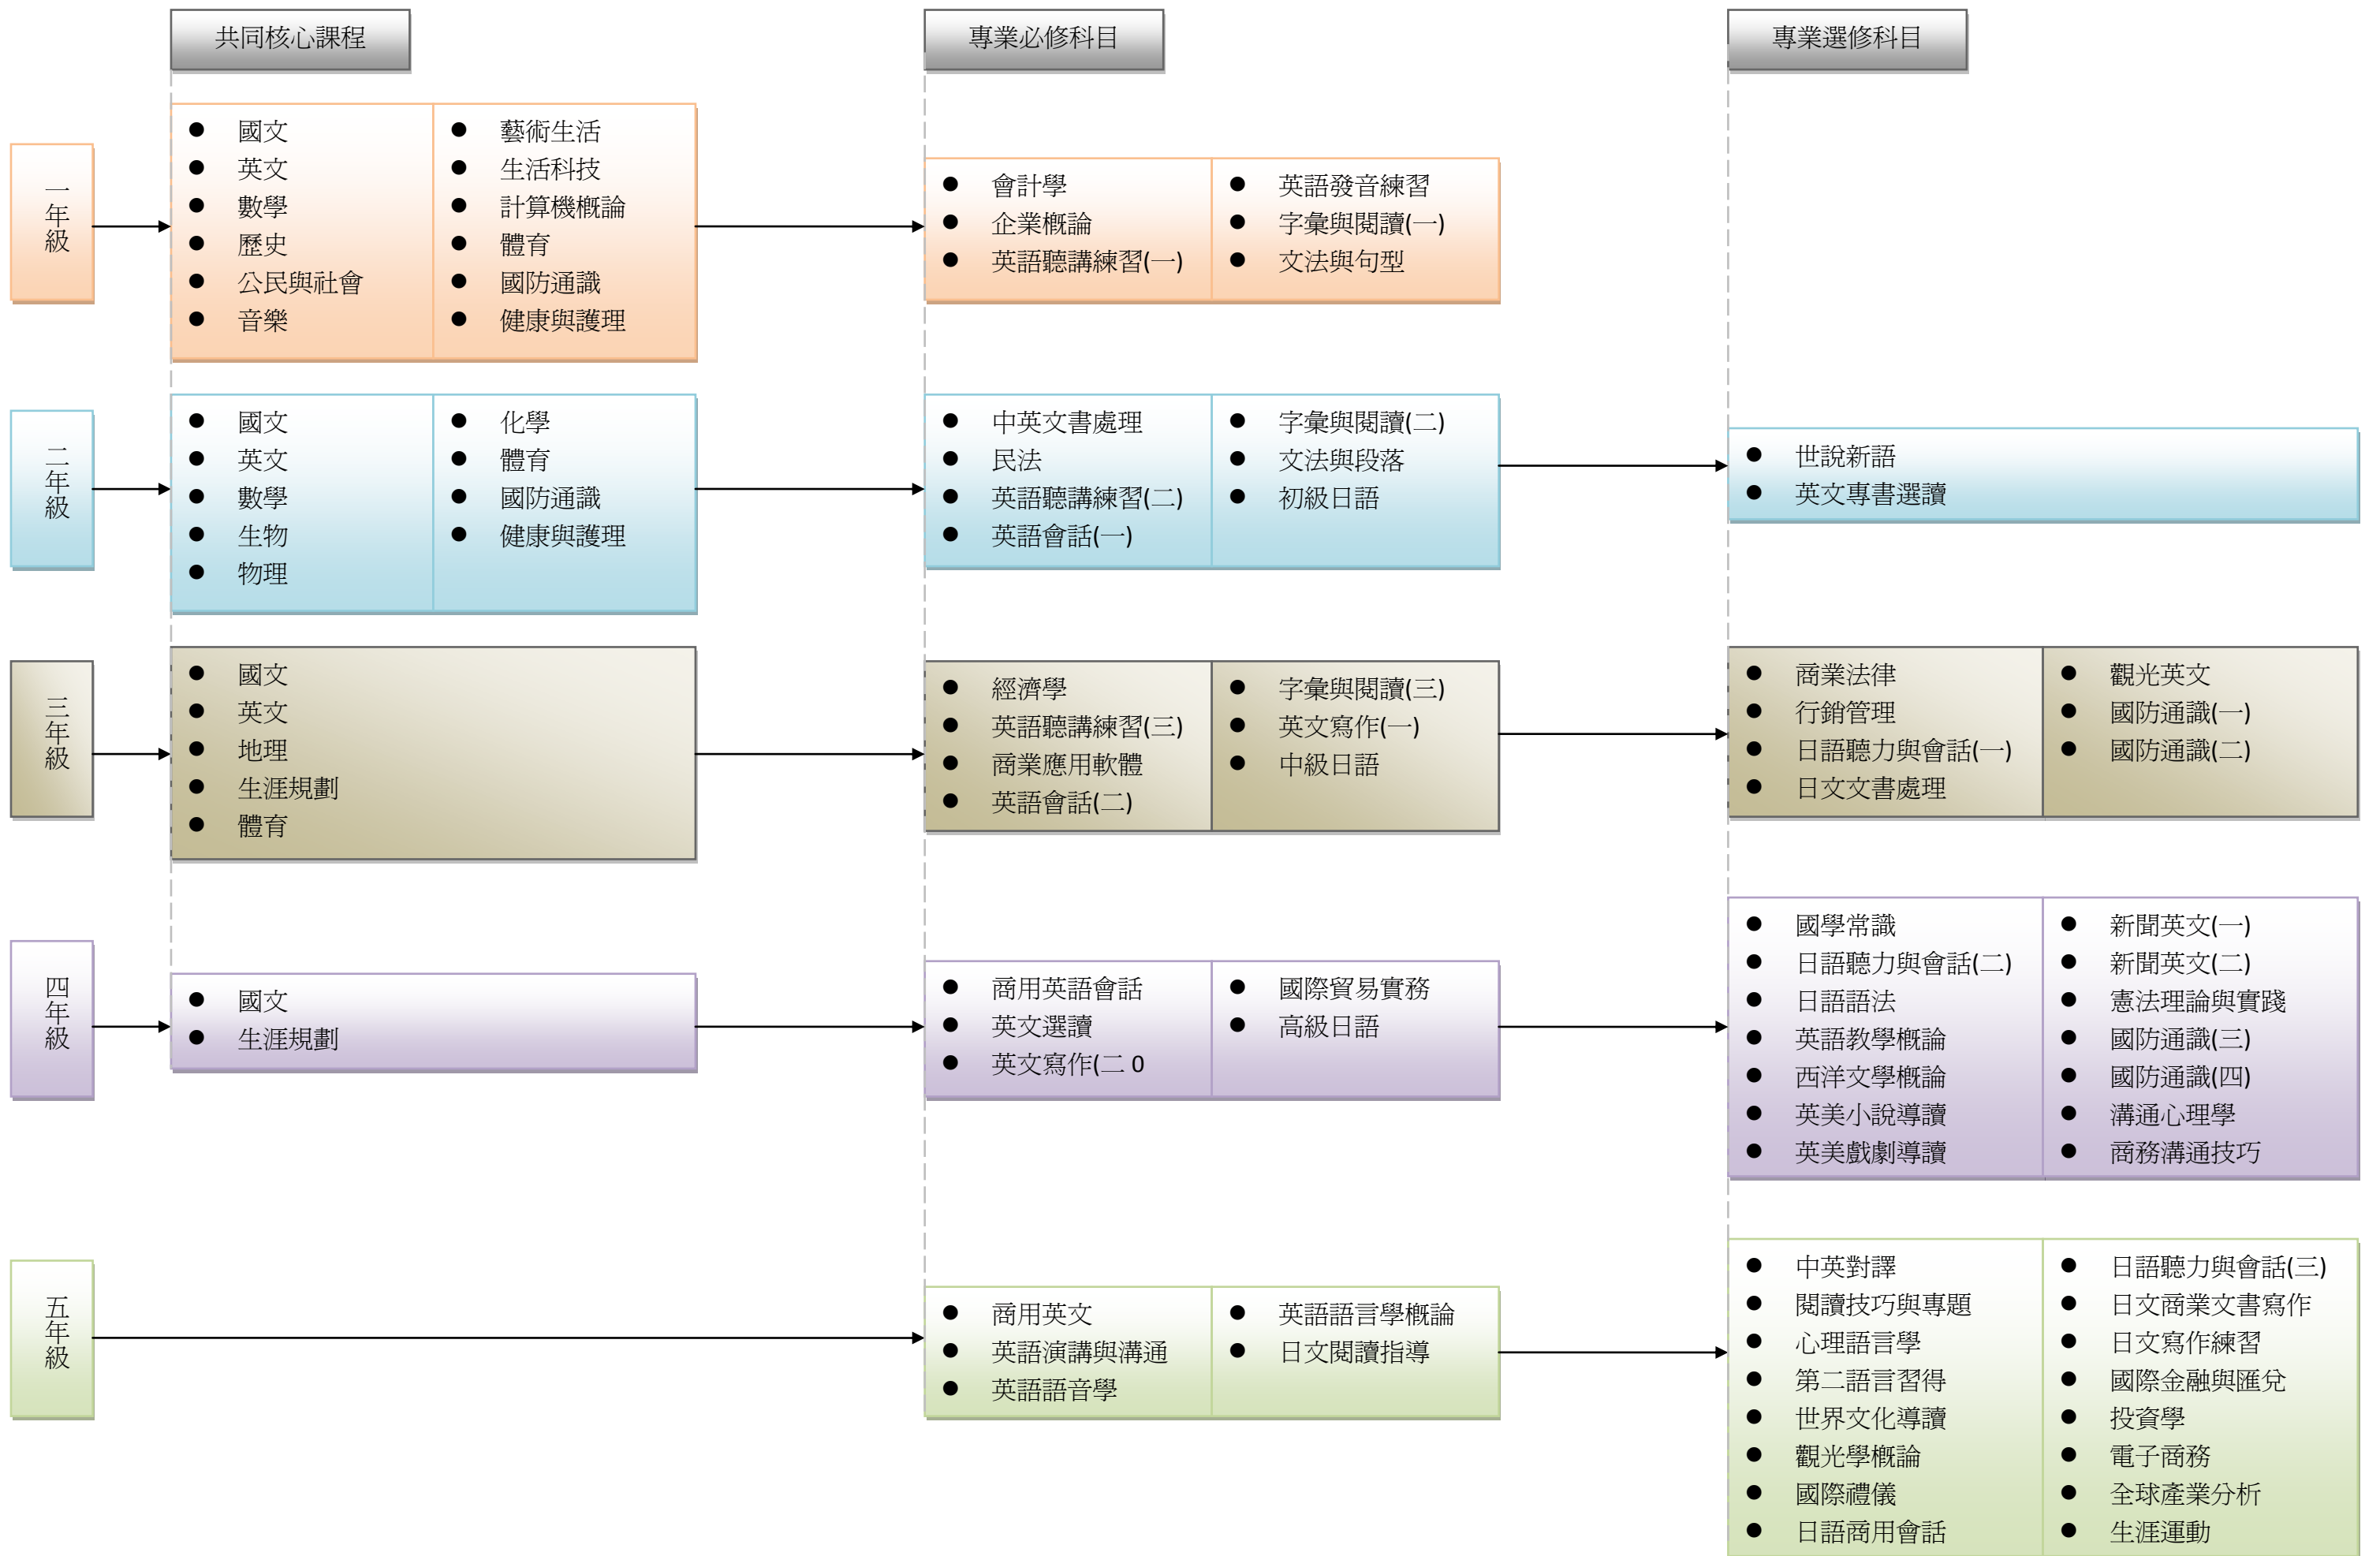 共同核心課程
專業必修科目
專業選修科目
一年級
國文
英文
數學
歷史
公民與社會
音樂
藝術生活
生活科技
計算機概論
體育
國防通識
健康與護理
會計學
企業概論
英語聽講練習(一)
英語發音練習
字彙與閱讀(一)
文法與句型
二年級
國文
英文
數學
生物
物理
化學
體育
國防通識
健康與護理
中英文書處理
民法
英語聽講練習(二)
英語會話(一)
字彙與閱讀(二)
文法與段落
初級日語
世說新語
英文專書選讀
三年級
國文
英文
地理
生涯規劃
體育
經濟學
英語聽講練習(三)
商業應用軟體
英語會話(二)
字彙與閱讀(三)
英文寫作(一)
中級日語
商業法律
行銷管理
日語聽力與會話(一)
日文文書處理
觀光英文
國防通識(一)
國防通識(二)
四年級
國文
生涯規劃
商用英語會話
英文選讀
英文寫作(二 0
國際貿易實務
高級日語
國學常識
日語聽力與會話(二)
日語語法
英語教學概論
西洋文學概論
英美小說導讀
英美戲劇導讀
新聞英文(一)
新聞英文(二)
憲法理論與實踐
國防通識(三)
國防通識(四)
溝通心理學
商務溝通技巧
五年級
商用英文
英語演講與溝通
英語語音學
英語語言學概論
日文閱讀指導
中英對譯
閱讀技巧與專題
心理語言學
第二語言習得
世界文化導讀
觀光學概論
國際禮儀
日語商用會話
日語聽力與會話(三)
日文商業文書寫作
日文寫作練習
國際金融與匯兌
投資學
電子商務
全球產業分析
生涯運動